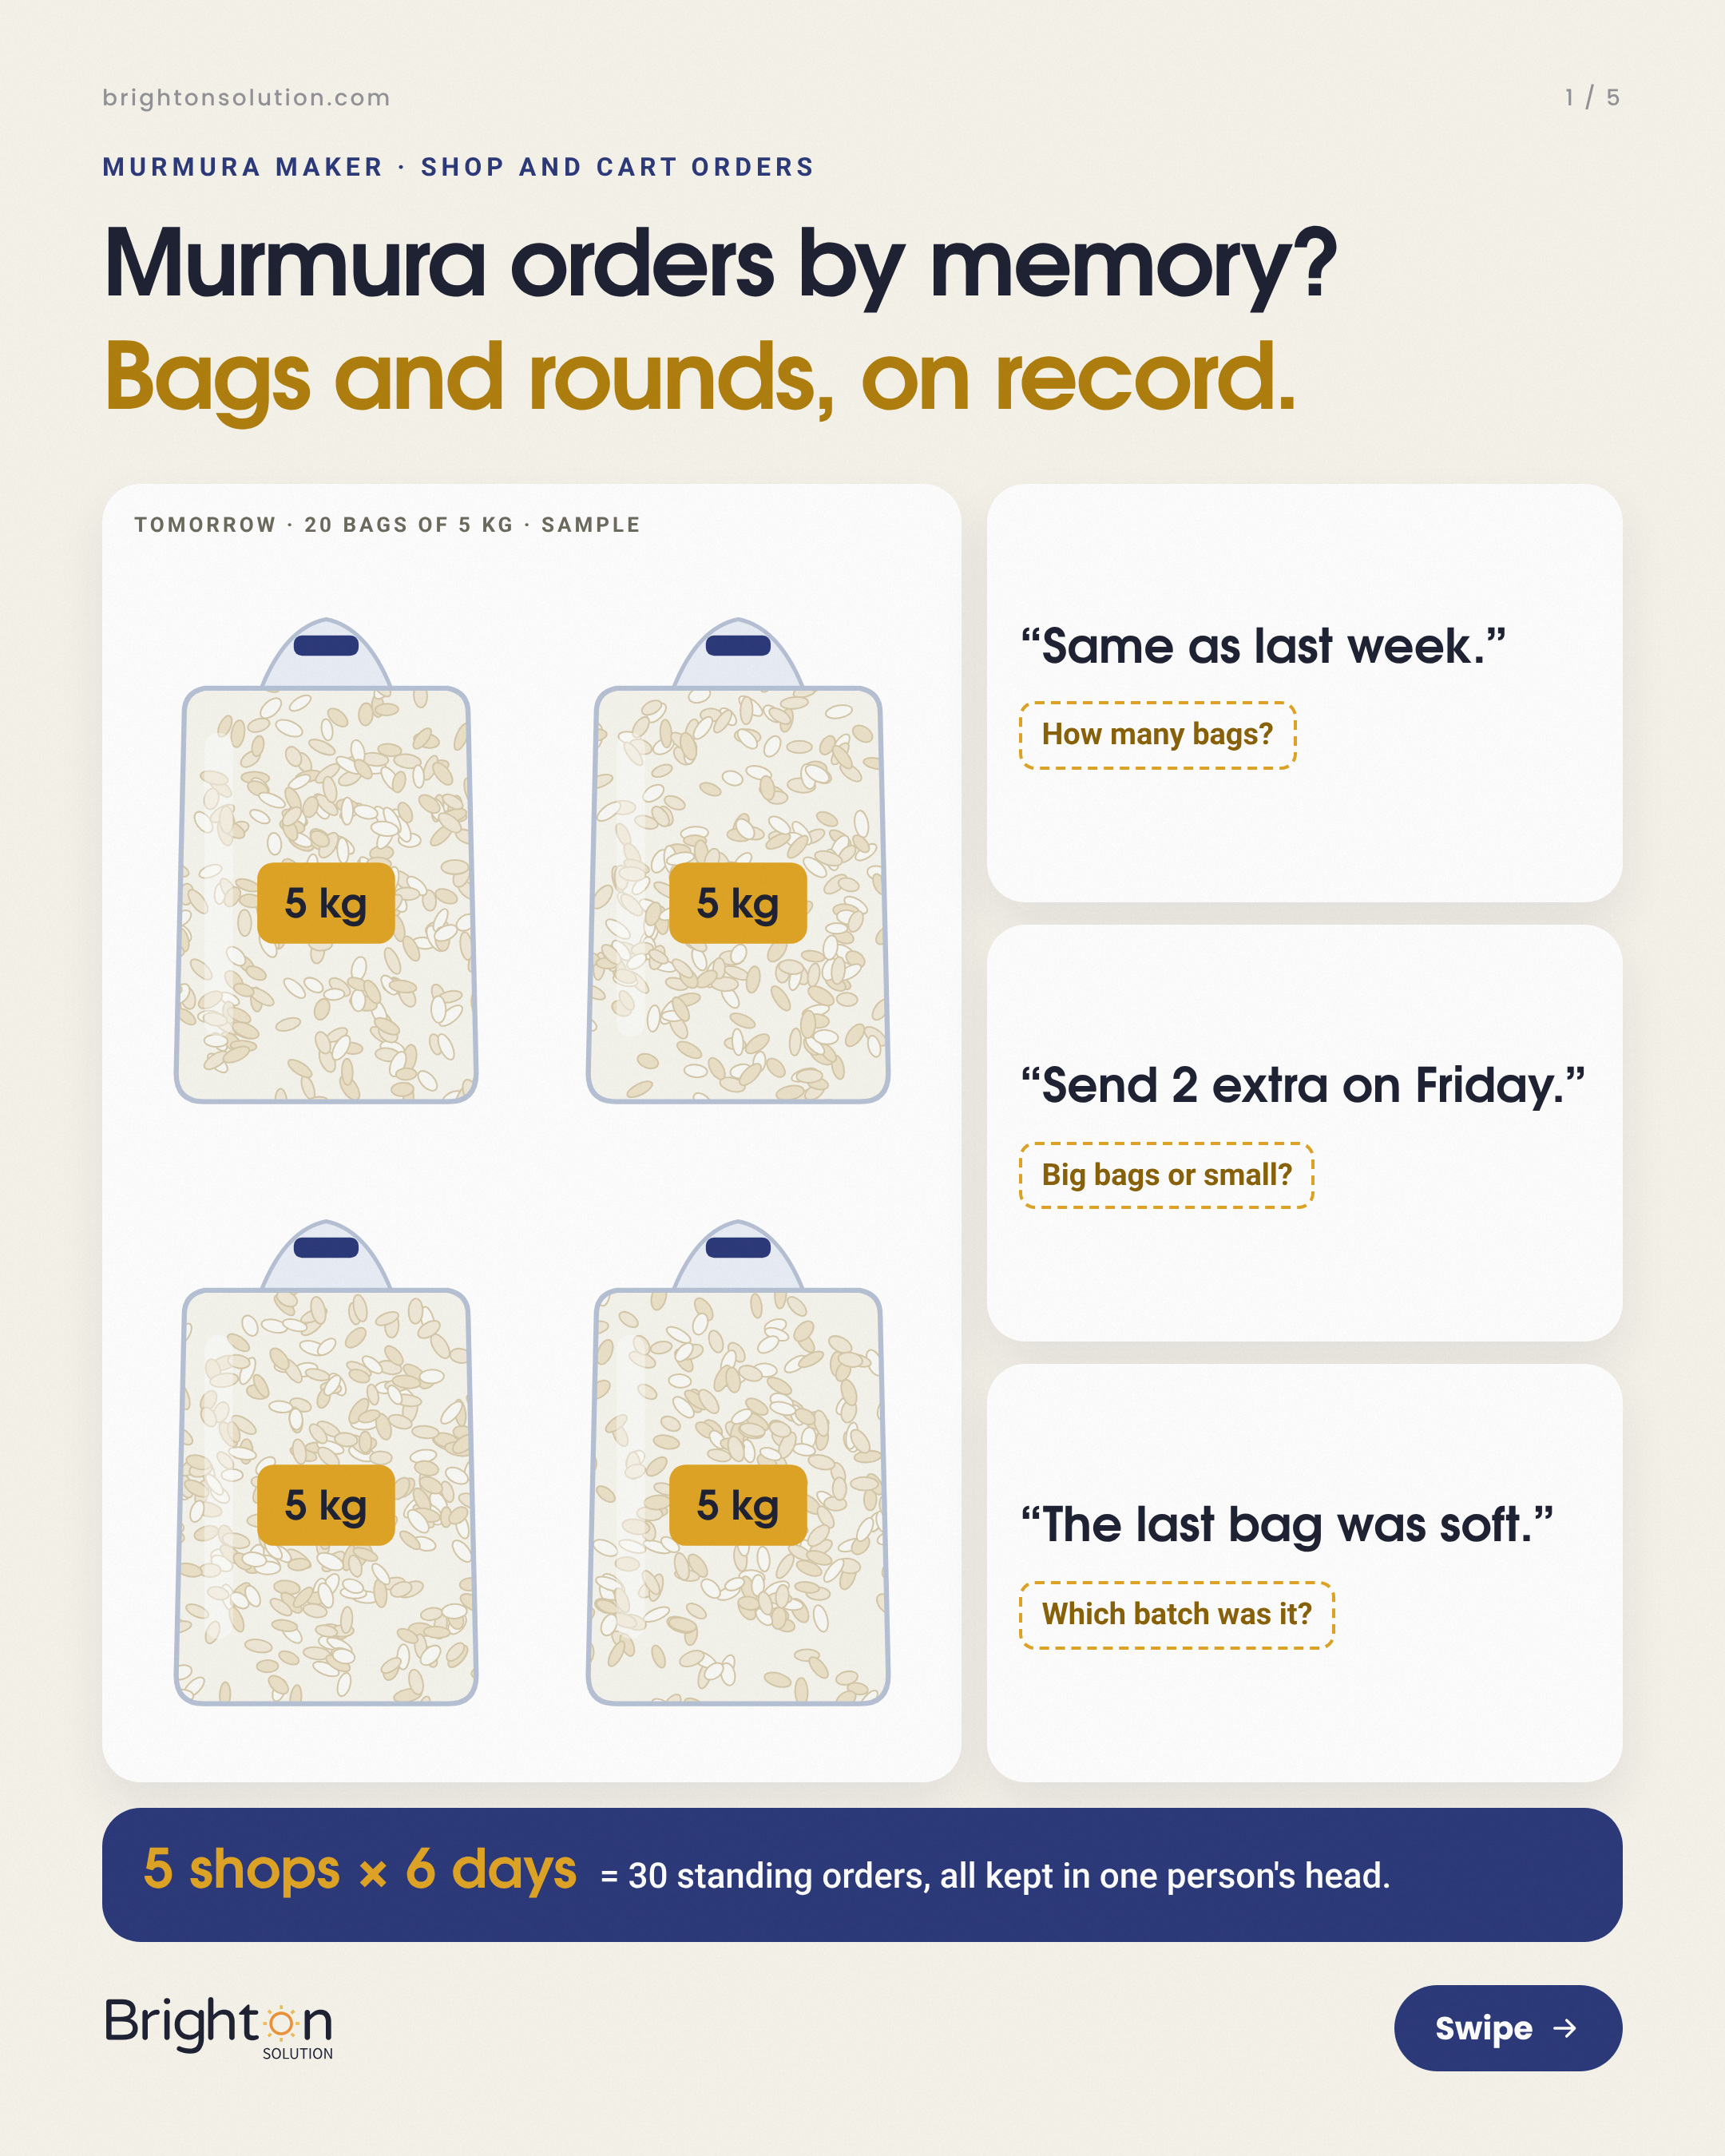 brightonsolution.com
1 / 5
MURMURA MAKER · SHOP AND CART ORDERS
Murmura orders by memory?
Bags and rounds, on record.
TOMORROW · 20 BAGS OF 5 KG · SAMPLE
5 kg
5 kg
5 kg
5 kg
“Same as last week.”
How many bags?
“Send 2 extra on Friday.”
Big bags or small?
“The last bag was soft.”
Which batch was it?
5 shops × 6 days = 30 standing orders, all kept in one person's head.
Brighton
SOLUTION
Swipe →